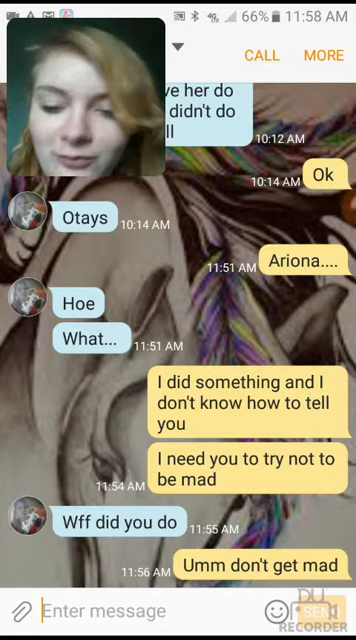 66% 11:58 AM
CALL MORE
ve her do
didn't do
ll
10:12 AM
10:14 AM Ok
Otays 10:14 AM
11:51 AM Ariona....
Hoe
What... 11:51 AM
I did something and I
don't know how to tell
you
I need you to try not to
11:54 AM be mad
Wff did you do 11:55 AM
11:56 AM Umm don't get mad
Enter message SEND
DU
RECORDER